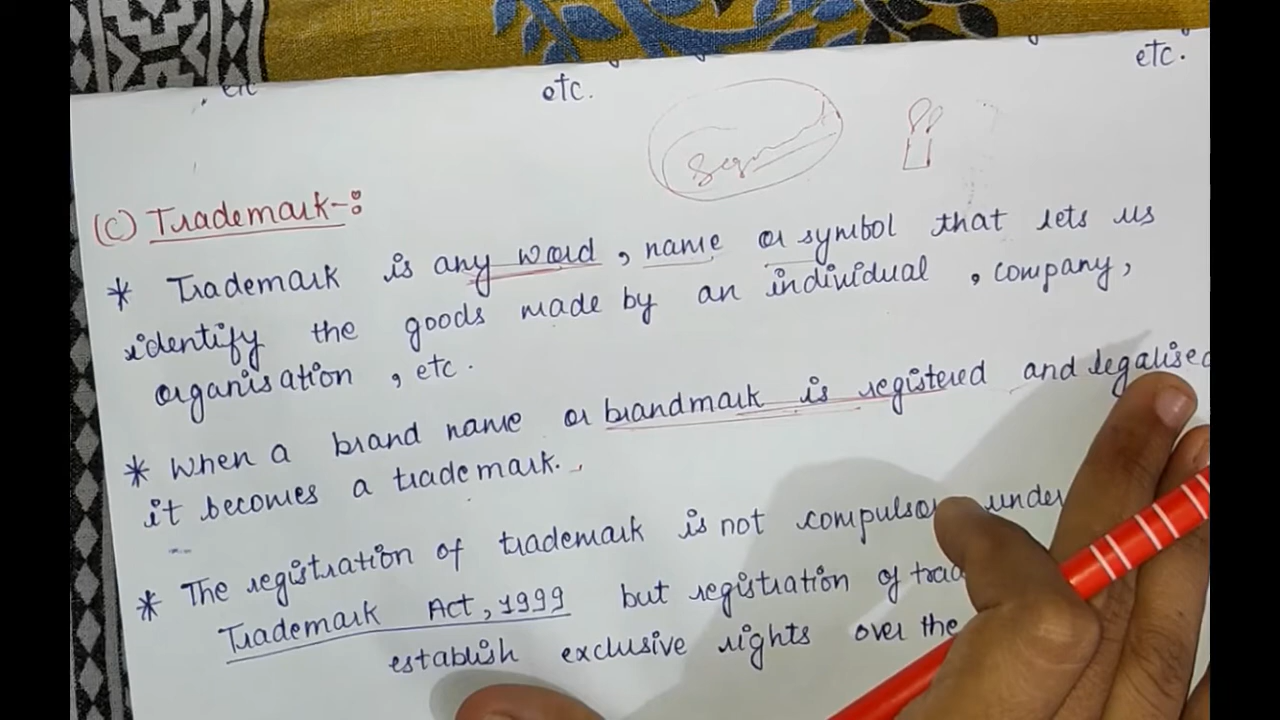 etc etc. etc.
(C) Trademark-:
* Trademark is any word, name or symbol that lets us
identify the goods made by an individual, company,
organisation, etc.
* When a brand name or brandmark is registered and legalised
it becomes a trademark.
* The registration of trademark is not compulsory under
Trademark Act, 1999 but registration of
establish exclusive rights over the